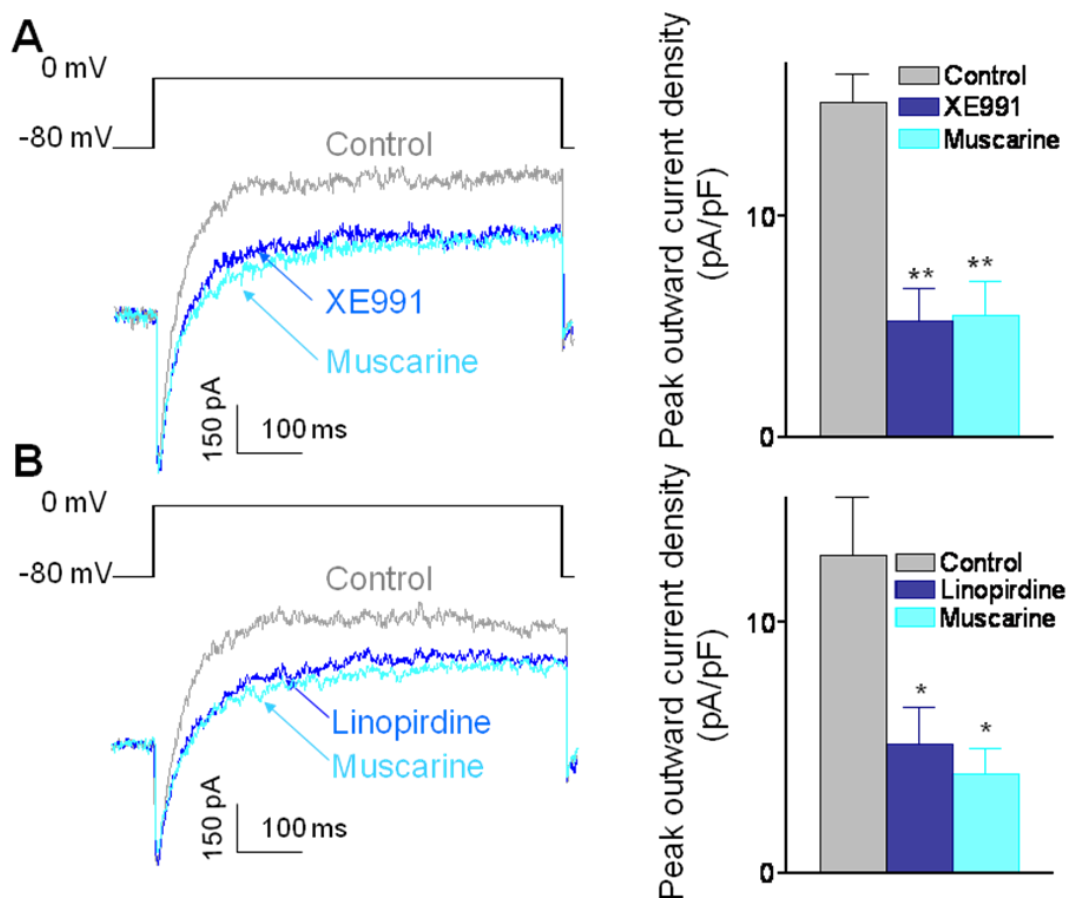 A
0 mV
-80 mV
Control
XE991
Muscarine
150 pA
100 ms
Peak outward current density
(pA/pF)
10
0
Control
XE991
Muscarine
**
**
B
0 mV
-80 mV
Control
Linopirdine
Muscarine
150 pA
100 ms
Peak outward current density
(pA/pF)
10
0
Control
Linopirdine
Muscarine
*
*